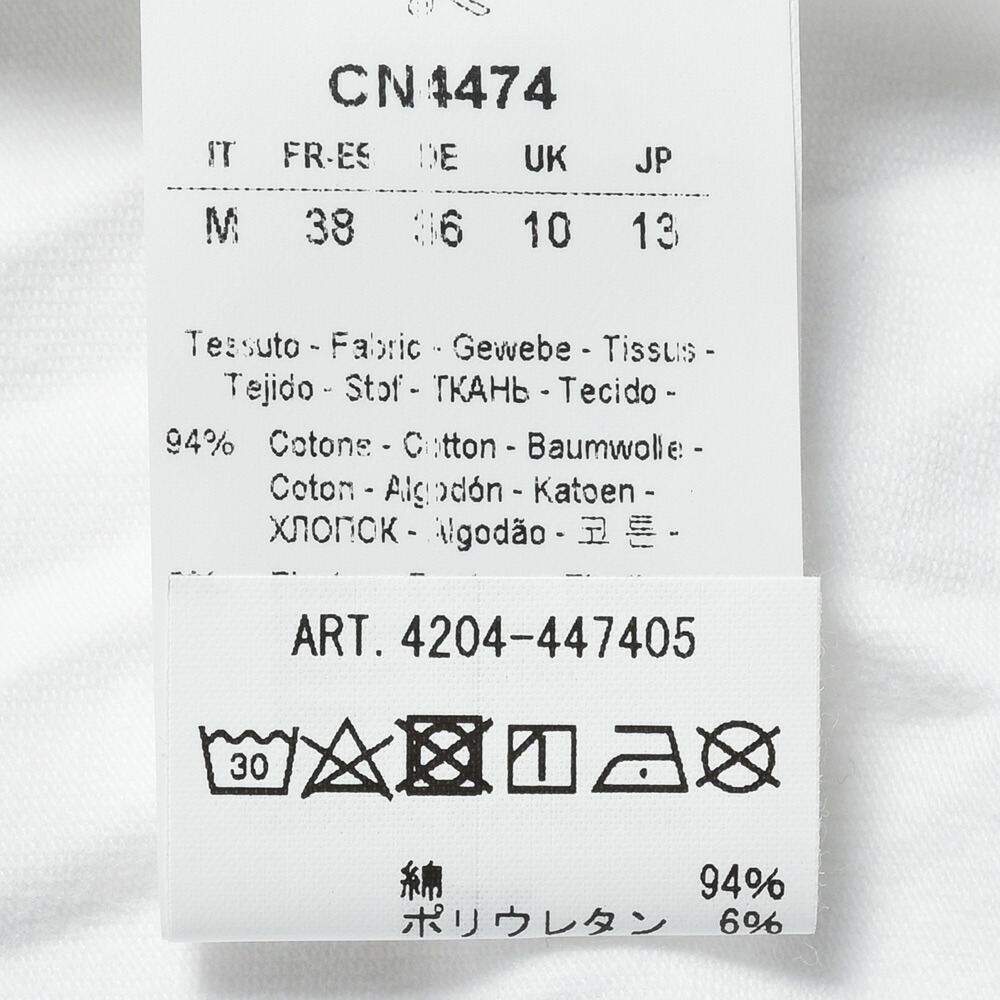 CN4474
IT FR-ES DE UK JP
M 38 36 10 13
Tessuto - Fabric - Gewebe - Tissus -
Tejido - Stof - ТКАНЬ - Tecido -
94% Cotone - Cotton - Baumwolle -
Coton - Algodón - Katoen -
ХЛОПОК - Algodão - 코튼 -
ART. 4204-447405
30
綿 94%
ポリウレタン 6%